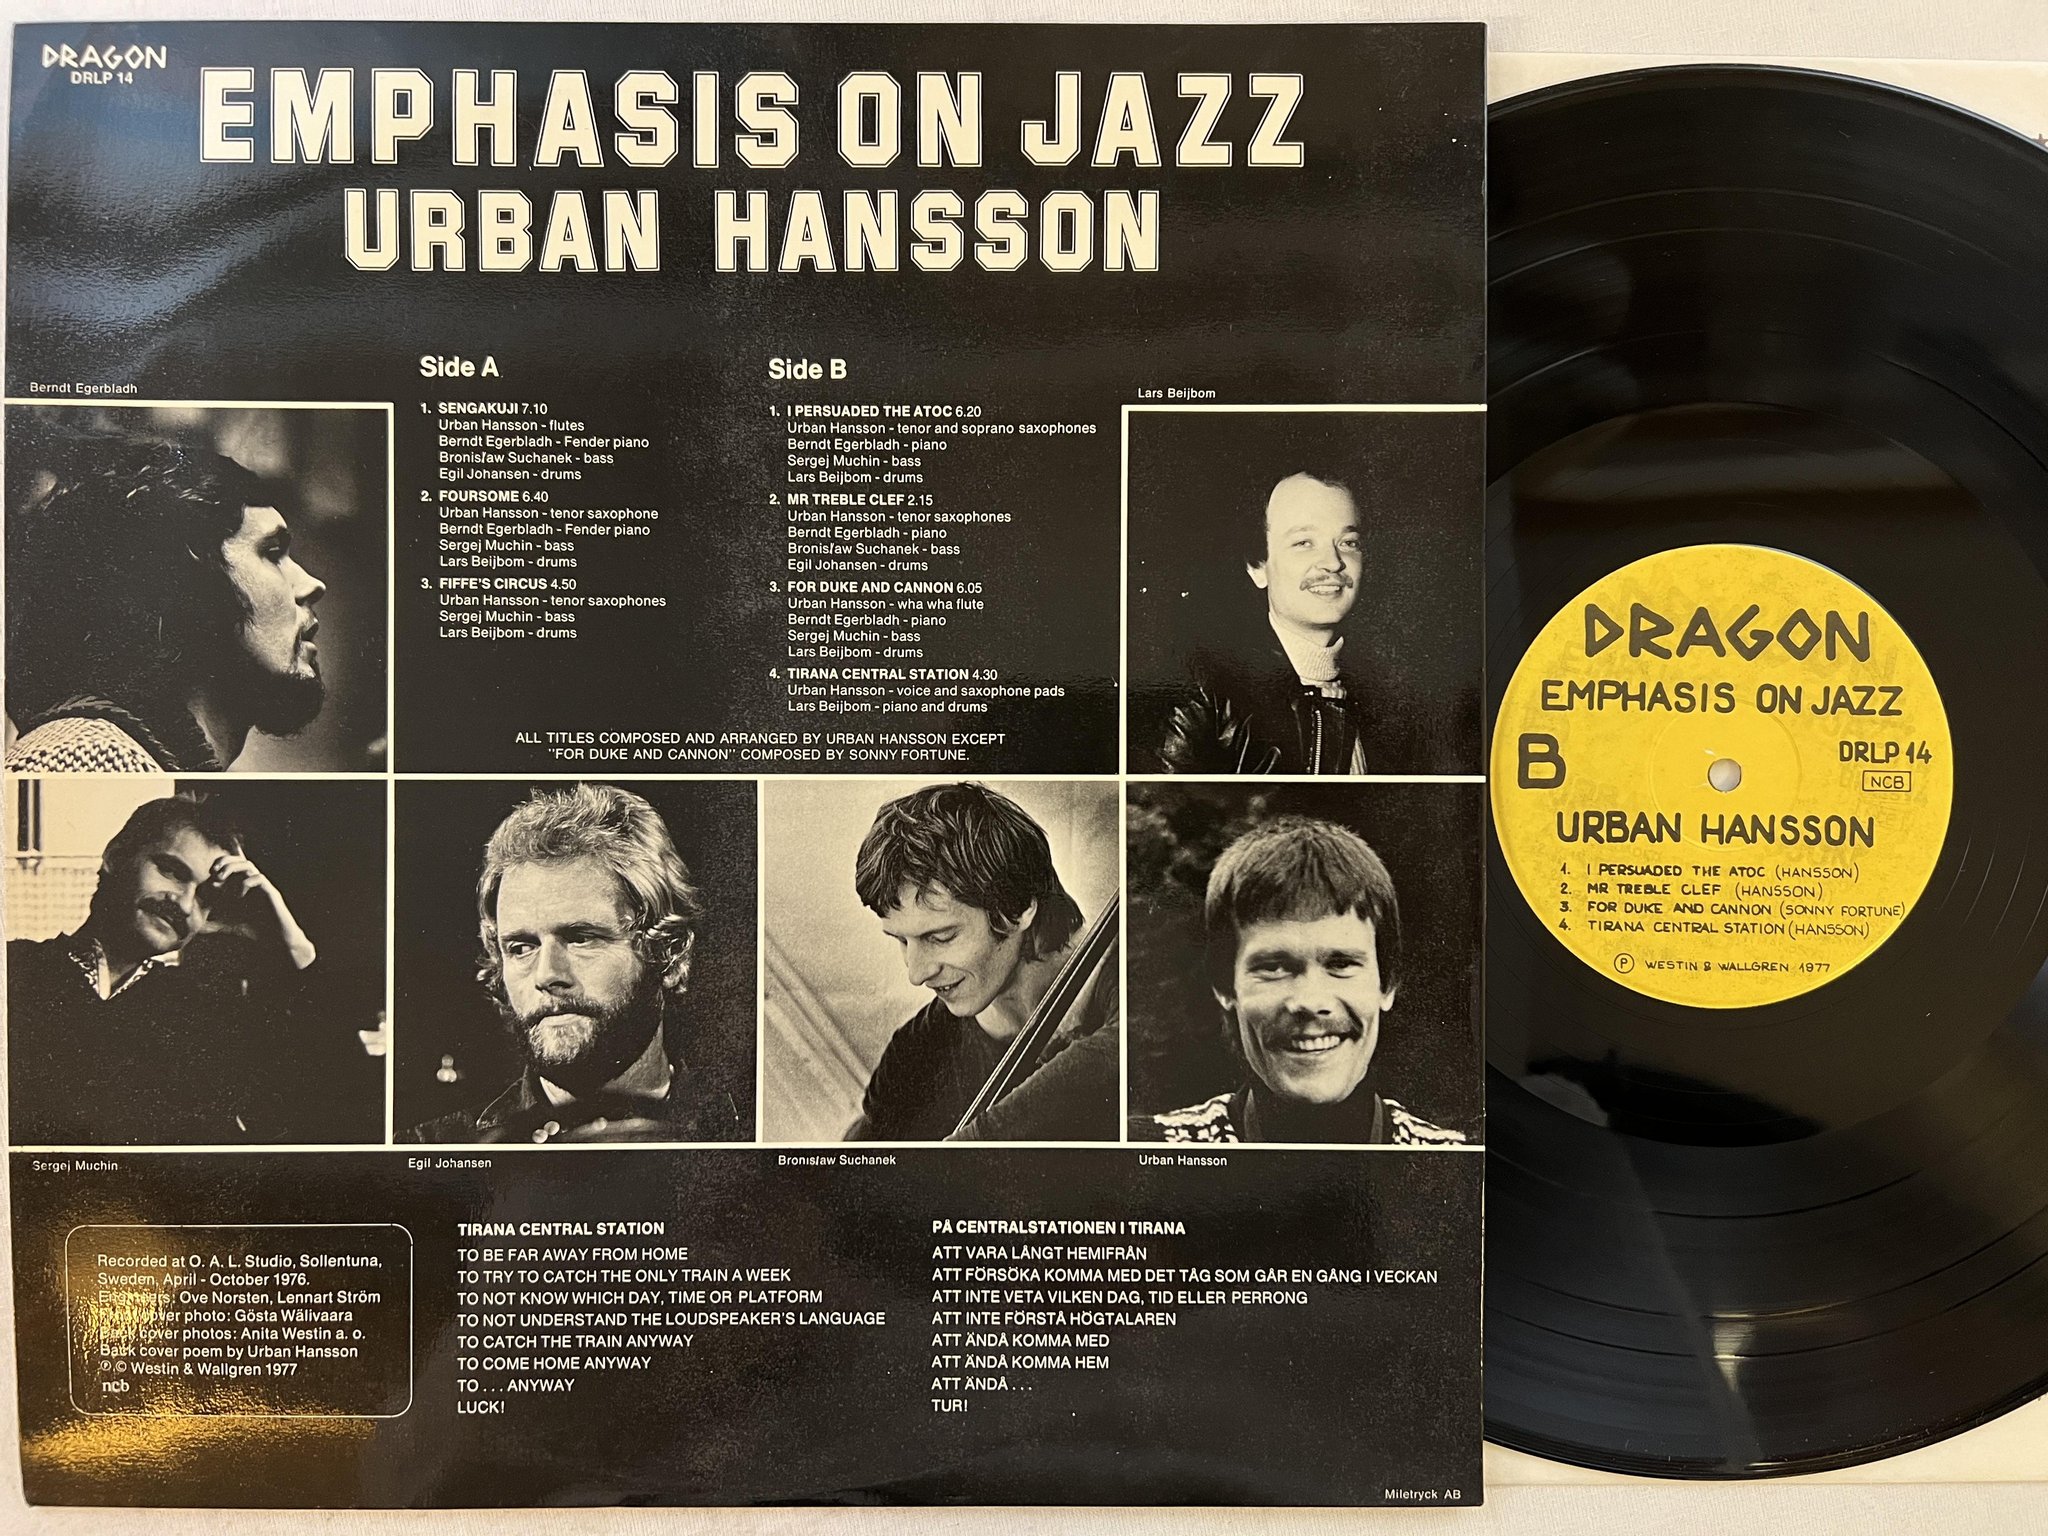 DRAGON
DRLP 14
EMPHASIS ON JAZZ
URBAN HANSSON
Berndt Egerbladh
Side A
1. SENGAKUJI 7.10
Urban Hansson - flutes
Berndt Egerbladh - Fender piano
Bronisław Suchanek - bass
Egil Johansen - drums
2. FOURSOME 6.40
Urban Hansson - tenor saxophone
Berndt Egerbladh - Fender piano
Sergej Muchin - bass
Lars Beijbom - drums
3. FIFFE'S CIRCUS 4.50
Urban Hansson - tenor saxophones
Sergej Muchin - bass
Lars Beijbom - drums
Side B
1. I PERSUADED THE ATOC 6.20
Urban Hansson - tenor and soprano saxophones
Berndt Egerbladh - piano
Sergej Muchin - bass
Lars Beijbom - drums
2. MR TREBLE CLEF 2.15
Urban Hansson - tenor saxophones
Berndt Egerbladh - piano
Bronisław Suchanek - bass
Egil Johansen - drums
3. FOR DUKE AND CANNON 6.05
Urban Hansson - wha wha flute
Berndt Egerbladh - piano
Sergej Muchin - bass
Lars Beijbom - drums
4. TIRANA CENTRAL STATION 4.30
Urban Hansson - voice and saxophone pads
Lars Beijbom - piano and drums
Lars Beijbom
ALL TITLES COMPOSED AND ARRANGED BY URBAN HANSSON EXCEPT
"FOR DUKE AND CANNON" COMPOSED BY SONNY FORTUNE.
Sergej Muchin
Egil Johansen
Bronisław Suchanek
Urban Hansson
Recorded at O. A. L. Studio, Sollentuna,
Sweden, April - October 1976.
Engineers: Ove Norsten, Lennart Ström
Front cover photo: Gösta Wälivaara
Back cover photos: Anita Westin a. o.
Back cover poem by Urban Hansson
℗ © Westin & Wallgren 1977
ncb
TIRANA CENTRAL STATION
TO BE FAR AWAY FROM HOME
TO TRY TO CATCH THE ONLY TRAIN A WEEK
TO NOT KNOW WHICH DAY, TIME OR PLATFORM
TO NOT UNDERSTAND THE LOUDSPEAKER'S LANGUAGE
TO CATCH THE TRAIN ANYWAY
TO COME HOME ANYWAY
TO ... ANYWAY
LUCK!
PÅ CENTRALSTATIONEN I TIRANA
ATT VARA LÅNGT HEMIFRÅN
ATT FÖRSÖKA KOMMA MED DET TÅG SOM GÅR EN GÅNG I VECKAN
ATT INTE VETA VILKEN DAG, TID ELLER PERRONG
ATT INTE FÖRSTÅ HÖGTALAREN
ATT ÄNDÅ KOMMA MED
ATT ÄNDÅ KOMMA HEM
ATT ÄNDÅ ...
TUR!
Miletryck AB
DRAGON
EMPHASIS ON JAZZ
B
DRLP 14
NCB
URBAN HANSSON
1. I PERSUADED THE ATOC (HANSSON)
2. MR TREBLE CLEF (HANSSON)
3. FOR DUKE AND CANNON (SONNY FORTUNE)
4. TIRANA CENTRAL STATION (HANSSON)
℗ WESTIN & WALLGREN 1977